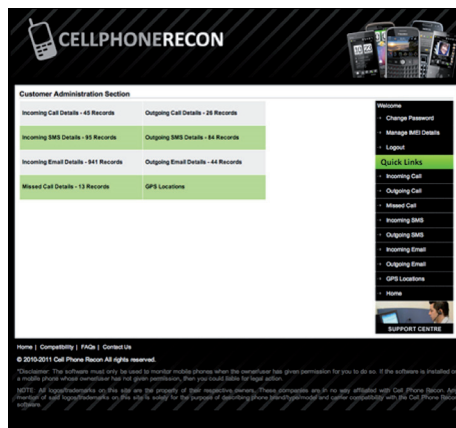 CELLPHONERECON
Customer Administration Section
Incoming Call Details - 45 Records Outgoing Call Details - 26 Records
Incoming SMS Details - 95 Records Outgoing SMS Details - 84 Records
Incoming Email Details - 941 Records Outgoing Email Details - 44 Records
Missed Call Details - 13 Records GPS Locations
Welcome
Change Password
Manage IMEI Details
Logout
Quick Links
Incoming Call
Outgoing Call
Missed Call
Incoming SMS
Outgoing SMS
Incoming Email
Outgoing Email
GPS Locations
Home
SUPPORT CENTRE
Home | Compatibility | FAQs | Contact Us
© 2010-2011 Cell Phone Recon All rights reserved.
*Disclaimer: The software must only be used to monitor mobile phones when the owner/user has given permission for you to do so. If the software is installed on
a mobile phone whose owner/user has not given permission, then you could liable for legal action.
NOTE: All logos/trademarks on this site are the property of their respective owners. These companies are in no way affiliated with Cell Phone Recon. Any
mention of said logos/trademarks on this site is solely for the purpose of describing phone brand/type/model and carrier compatibility with the Cell Phone Recon
software.